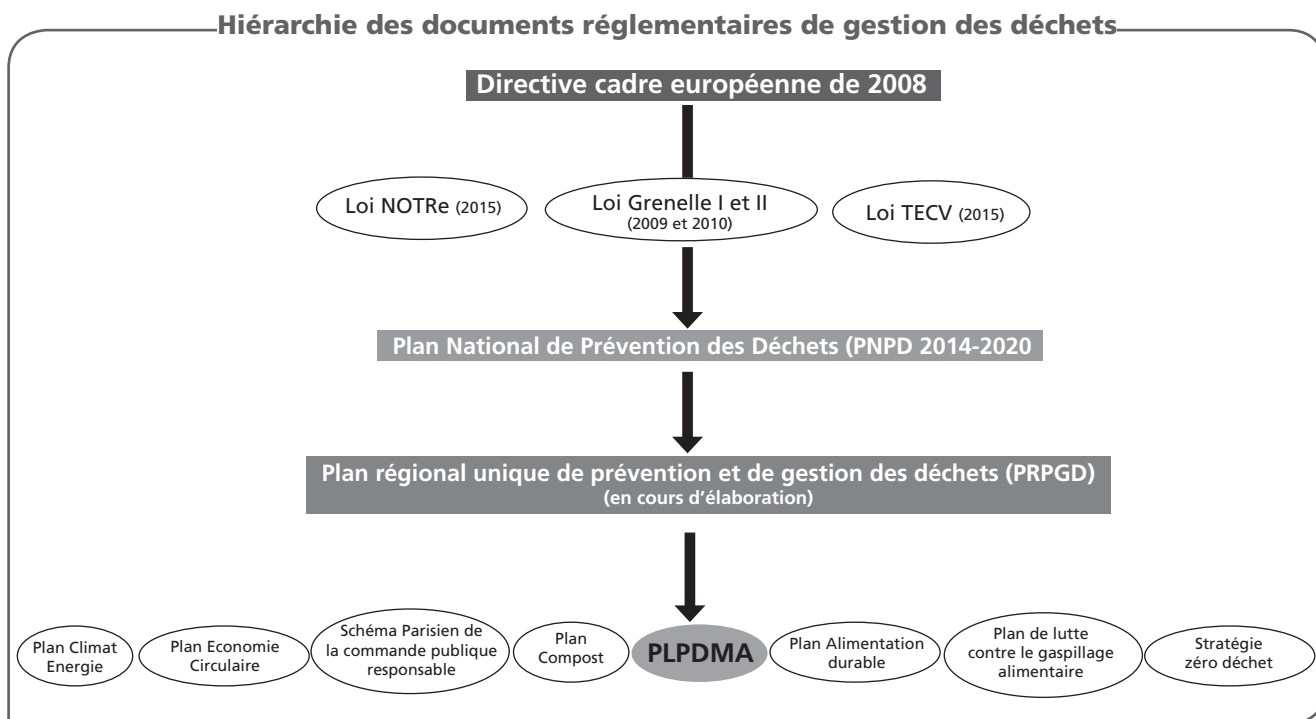 Hiérarchie des documents réglementaires de gestion des déchets
Directive cadre européenne de 2008
Loi NOTRe (2015)
Loi Grenelle I et II
(2009 et 2010)
Loi TECV (2015)
Plan National de Prévention des Déchets (PNPD 2014-2020
Plan régional unique de prévention et de gestion des déchets (PRPGD)
(en cours d'élaboration)
Plan Climat
Energie
Plan Economie
Circulaire
Schéma Parisien de
la commande publique
responsable
Plan
Compost
PLPDMA
Plan Alimentation
durable
Plan de lutte
contre le gaspillage
alimentaire
Stratégie
zéro déchet